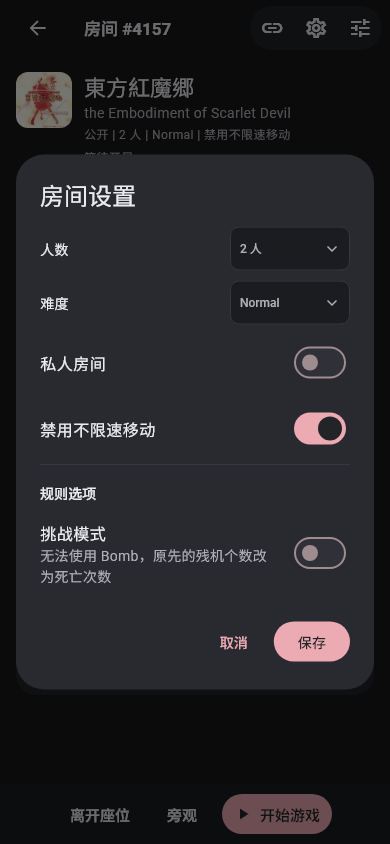 房间 #4157
東方紅魔郷
the Embodiment of Scarlet Devil
公开 | 2 人 | Normal | 禁用不限速移动
房间设置
人数
2 人
难度
Normal
私人房间
禁用不限速移动
规则选项
挑战模式
无法使用 Bomb，原先的残机个数改
为死亡次数
取消
保存
离开座位
旁观
开始游戏